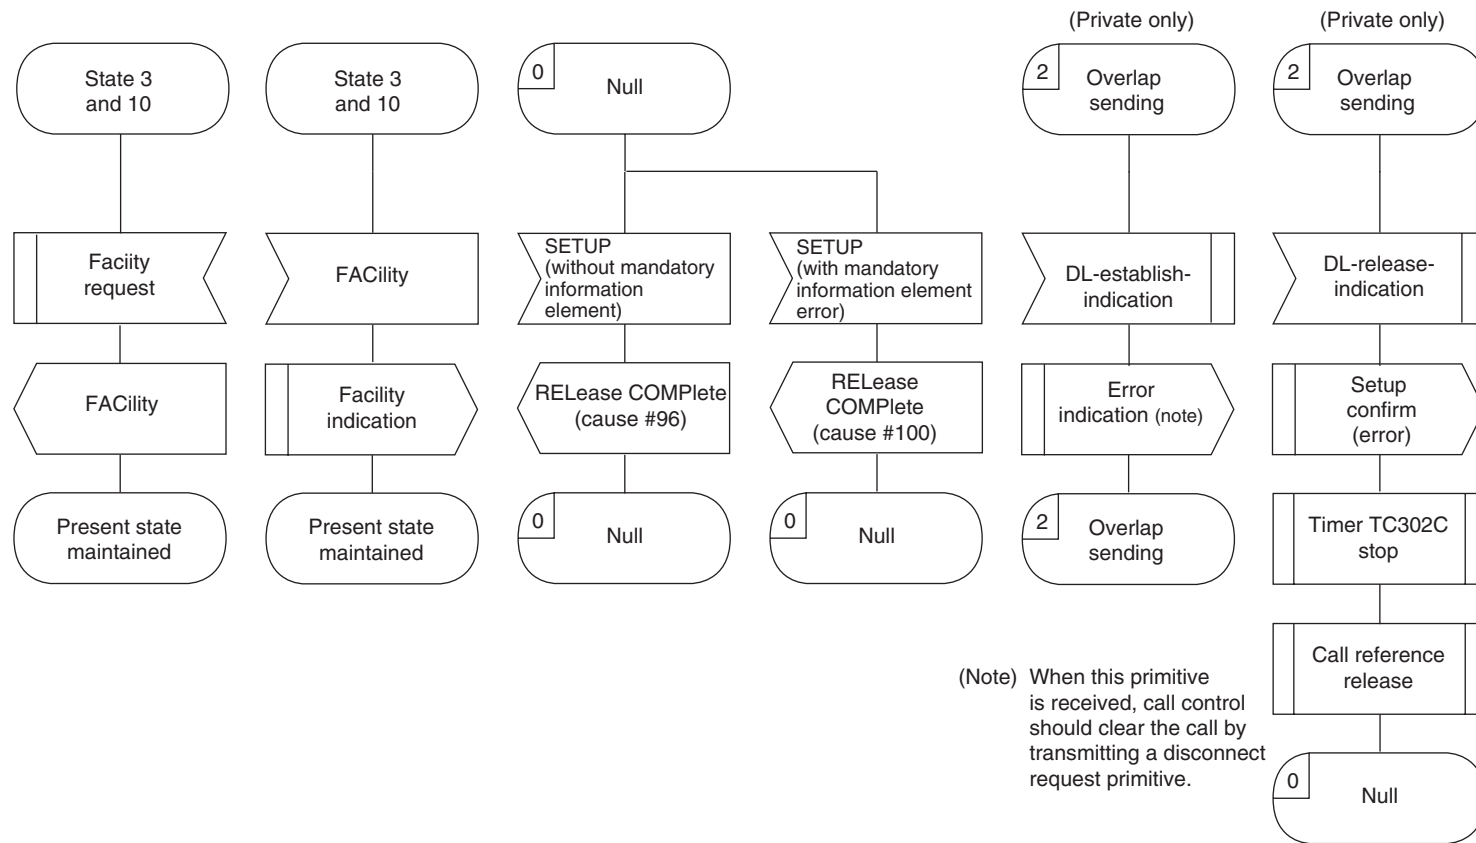 State 3
and 10
Faciity
request
FACility
Present state
maintained
State 3
and 10
FACility
Facility
indication
Present state
maintained
0
Null
SETUP
(without mandatory
information
element)
RELease COMPlete
(cause #96)
0
Null
SETUP
(with mandatory
information element
error)
RELease
COMPlete
(cause #100)
0
Null
(Private only)
2
Overlap
sending
DL-establish-
indication
Error
indication (note)
2
Overlap
sending
(Private only)
2
Overlap
sending
DL-release-
indication
Setup
confirm
(error)
Timer TC302C
stop
Call reference
release
0
Null
(Note) When this primitive
is received, call control
should clear the call by
transmitting a disconnect
request primitive.